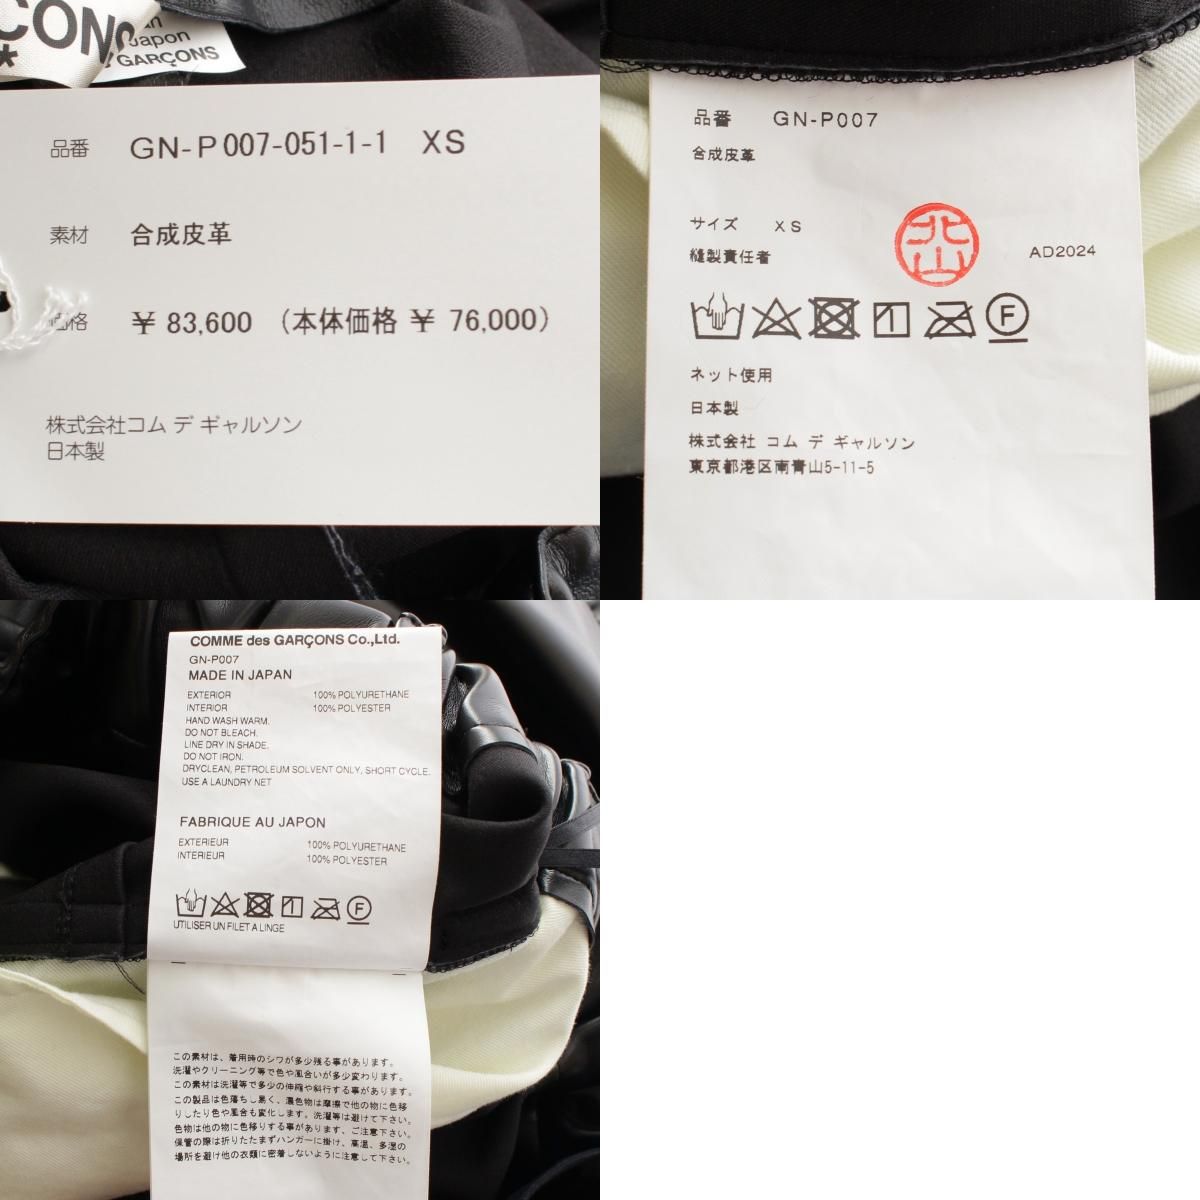 CONO
*
an
Japon
GARÇONS
品番 GN-P007-051-1-1 XS
素材 合成皮革
価格 ¥ 83,600 (本体価格 ¥ 76,000)
株式会社コム デ ギャルソン
日本製
品番 GN-P007
合成皮革
サイズ XS
縫製責任者 北山 AD2024
F
ネット使用
日本製
株式会社 コム デ ギャルソン
東京都港区南青山5-11-5
COMME des GARÇONS Co.,Ltd.
GN-P007
MADE IN JAPAN
EXTERIOR 100% POLYURETHANE
INTERIOR 100% POLYESTER
HAND WASH WARM.
DO NOT BLEACH.
LINE DRY IN SHADE.
DO NOT IRON.
DRYCLEAN, PETROLEUM SOLVENT ONLY, SHORT CYCLE.
USE A LAUNDRY NET
FABRIQUE AU JAPON
EXTERIEUR 100% POLYURETHANE
INTERIEUR 100% POLYESTER
F
UTILISER UN FILET A LINGE
この素材は、着用時のシワが多少残る事があります。
洗濯やクリーニング等で色や風合いが多少変わります。
この素材は洗濯等で多少の伸縮や斜行する事があります。
この製品は色落ちし易く、濃色物は摩擦で他の物に色移
りしたり色や風合も変化します。洗濯等は避けて下さい。
色物は他の物に色移りする事があります、ご注意下さい。
保管の際は折りたたまずハンガーに掛け、高温、多湿の
場所を避け他の衣類に密着しないように注意して下さい。